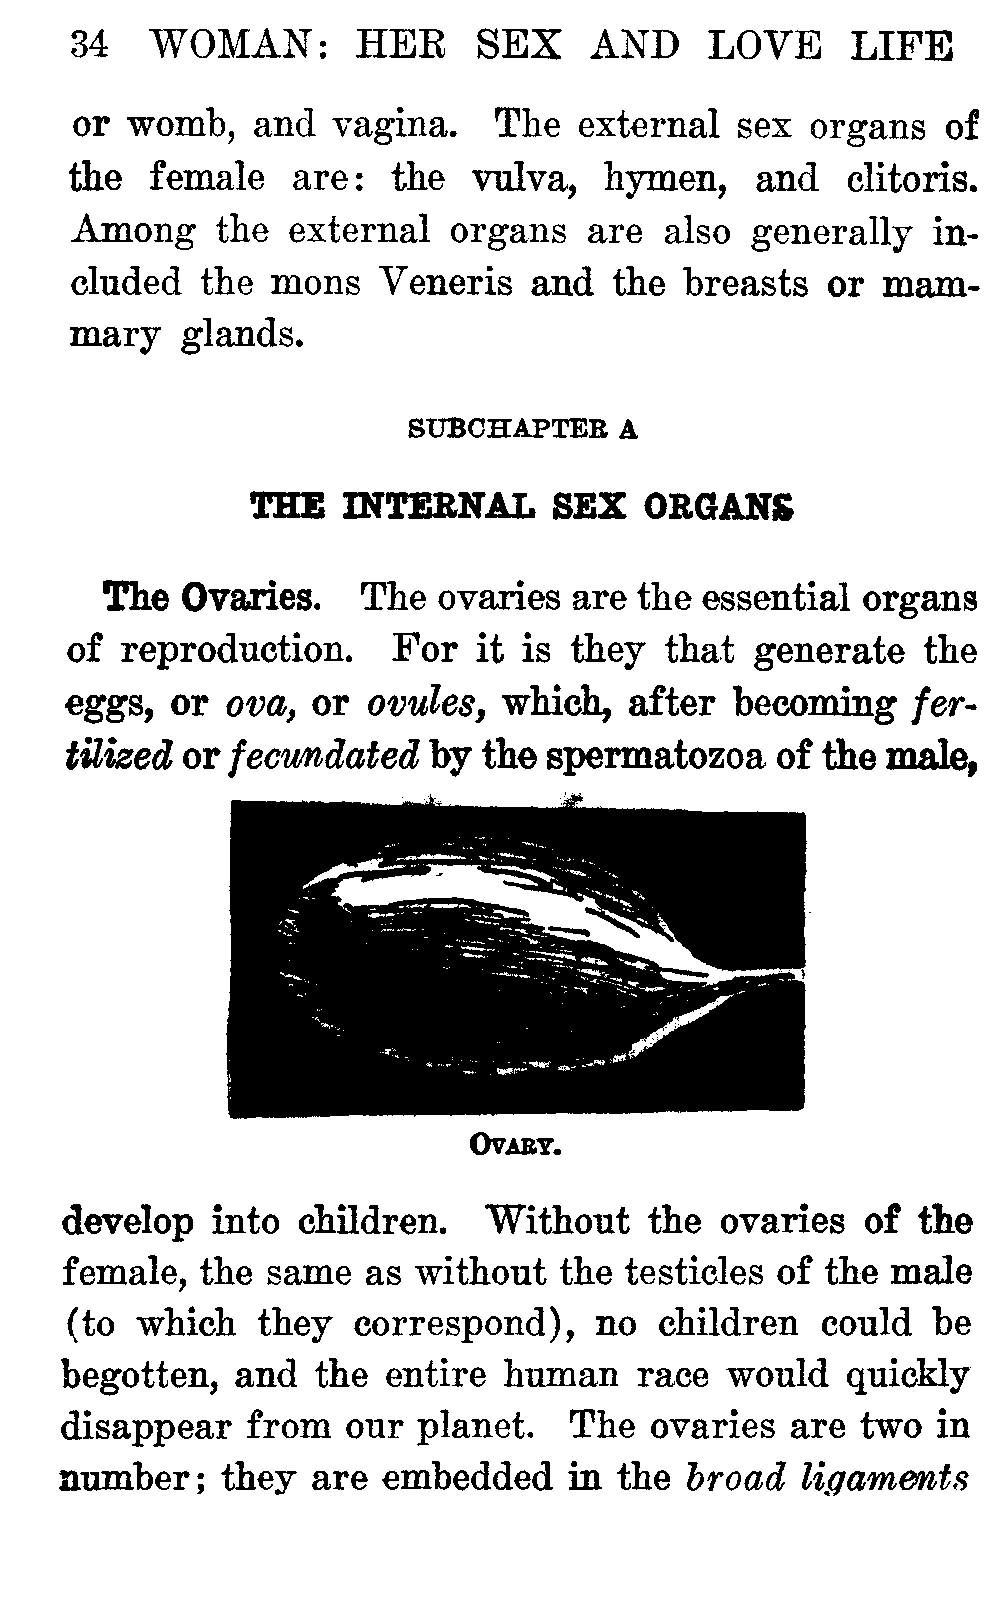 34 WOMAN: HER SEX AND LOVE LIFE
or womb, and vagina. The external sex organs of
the female are: the vulva, hymen, and clitoris.
Among the external organs are also generally in-
cluded the mons Veneris and the breasts or mam-
mary glands.
SUBCHAPTER A
THE INTERNAL SEX ORGANS
The Ovaries. The ovaries are the essential organs
of reproduction. For it is they that generate the
eggs, or ova, or ovules, which, after becoming fer-
tilized or fecundated by the spermatozoa of the male,
OVARY.
develop into children. Without the ovaries of the
female, the same as without the testicles of the male
(to which they correspond), no children could be
begotten, and the entire human race would quickly
disappear from our planet. The ovaries are two in
number; they are embedded in the broad ligaments